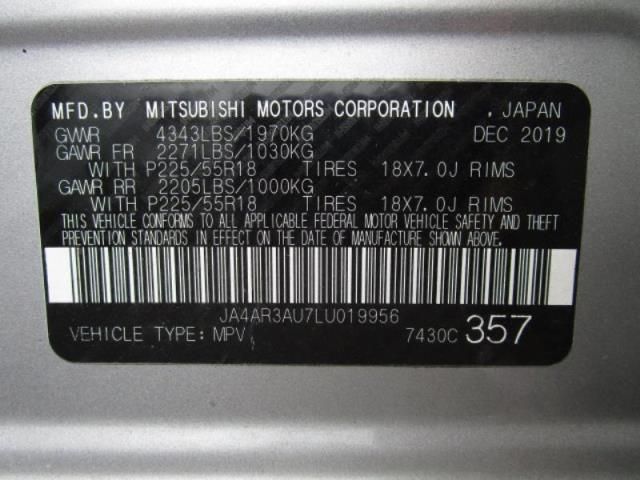 MFD.BY MITSUBISHI MOTORS CORPORATION . JAPAN
GVWR 4343LBS/1970KG DEC 2019
GAWR FR 2271LBS/1030KG
WITH P225/55R18 TIRES 18X7.0J RIMS
GAWR RR 2205LBS/1000KG
WITH P225/55R18 TIRES 18X7.0J RIMS
THIS VEHICLE CONFORMS TO ALL APPLICABLE FEDERAL MOTOR VEHICLE SAFETY AND THEFT
PREVENTION STANDARDS IN EFFECT ON THE DATE OF MANUFACTURE SHOWN ABOVE.
JA4AR3AU7LU019956
VEHICLE TYPE: MPV 7430C 357